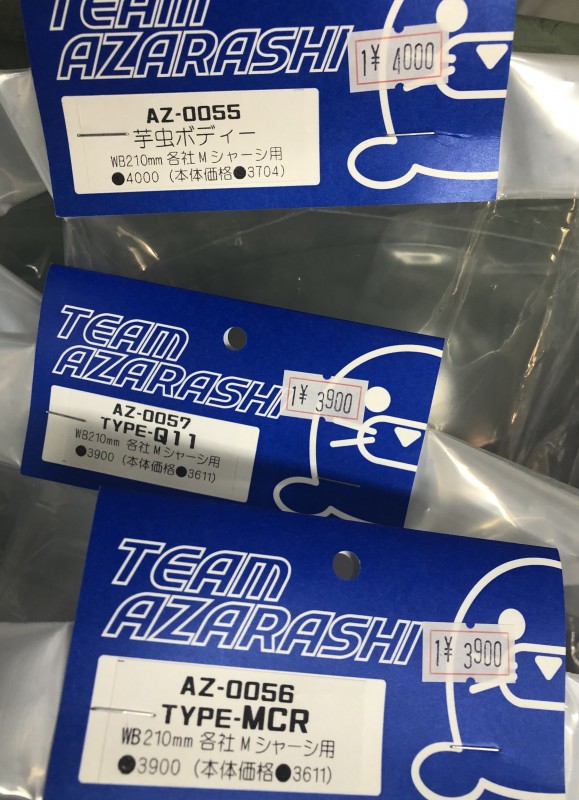 TEAM
AZARASHI
1¥ 4000
AZ-0055
芋虫ボディー
WB210mm 各社Mシャーシ用
●4000 (本体価格●3704)
TEAM
AZARASHI
1¥ 3900
AZ-0057
TYPE-Q11
WB210mm 各社Mシャーシ用
●3900 (本体価格●3611)
TEAM
AZARASHI
1¥ 3900
AZ-0056
TYPE-MCR
WB210mm 各社Mシャーシ用
●3900 (本体価格●3611)